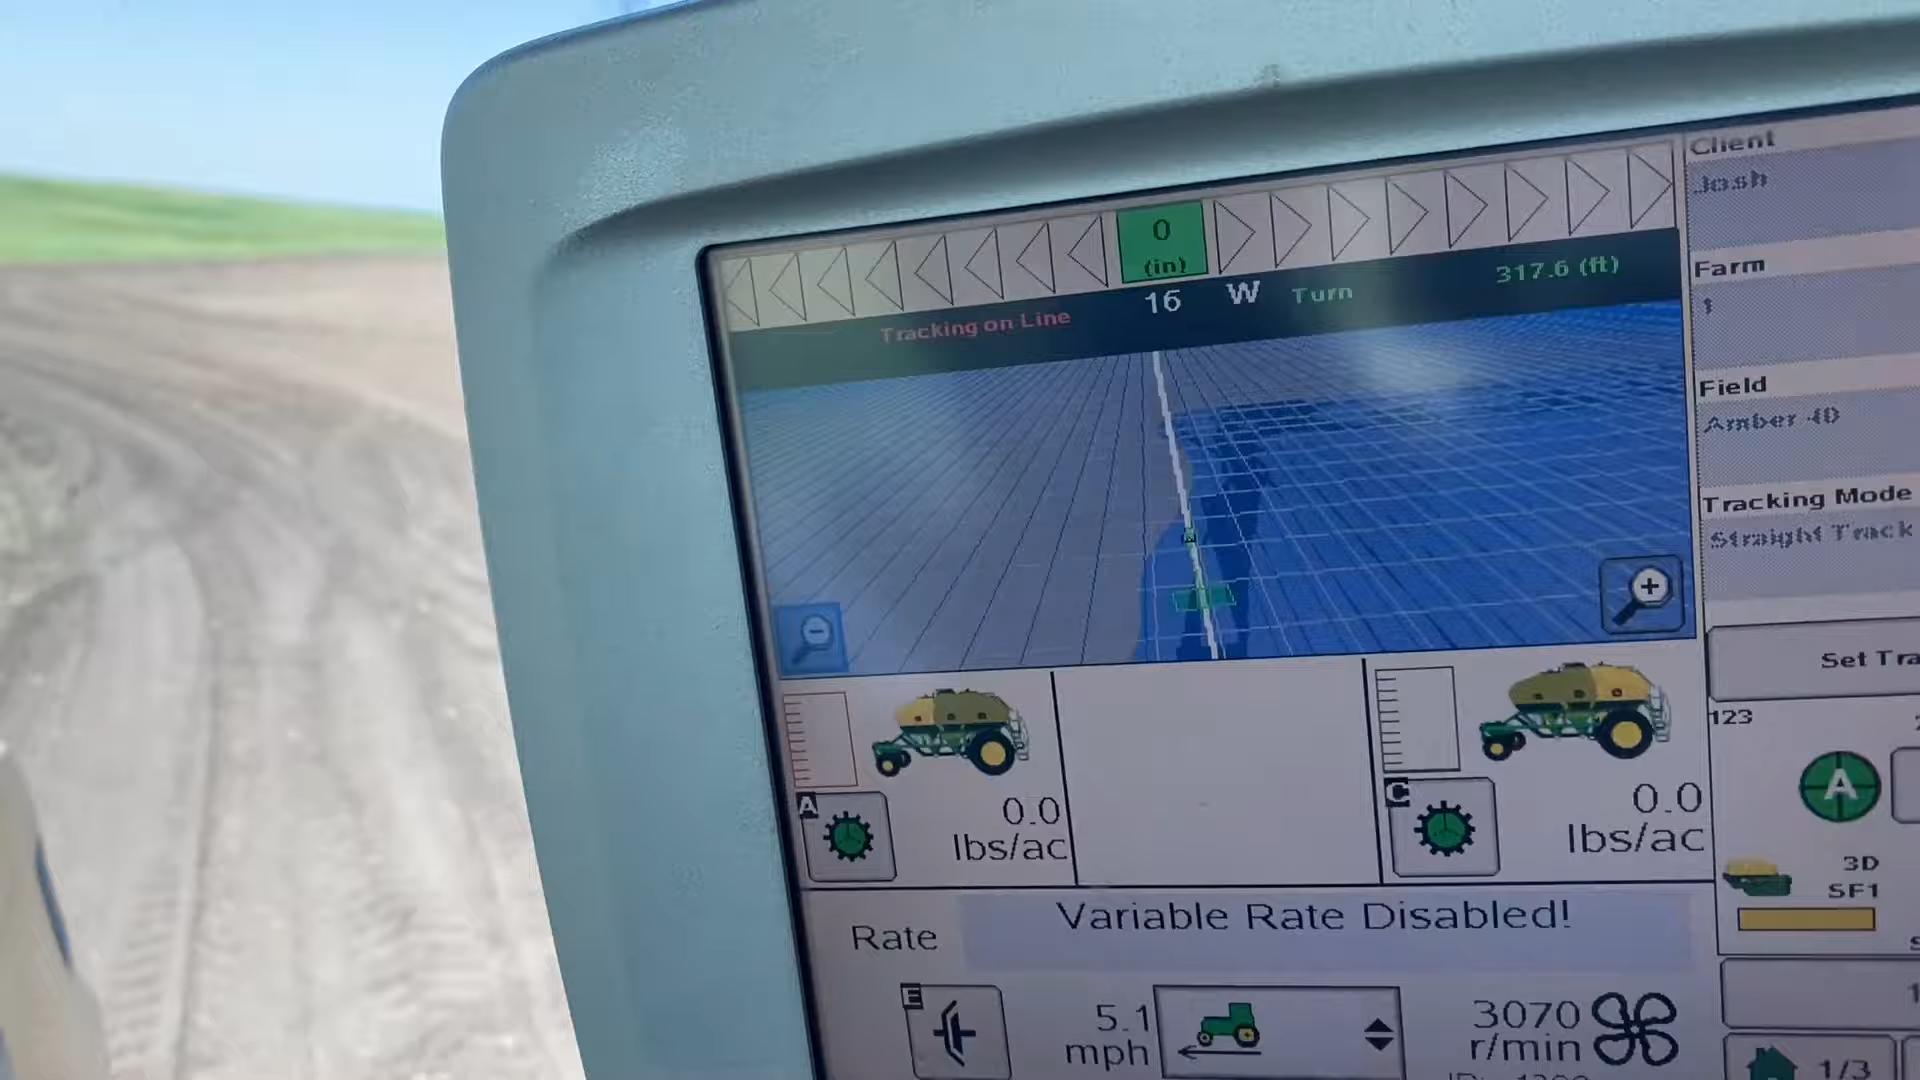 0
(in)
Tracking on Line
16 W Turn
317.6 (ft)
Client
Josh
Farm
1
Field
Amber 40
Tracking Mode
Straight Track
Set Tra
123
A
3D
SF1
A
0.0
lbs/ac
C
0.0
lbs/ac
Rate
Variable Rate Disabled!
E
5.1
mph
3070
r/min
1/3